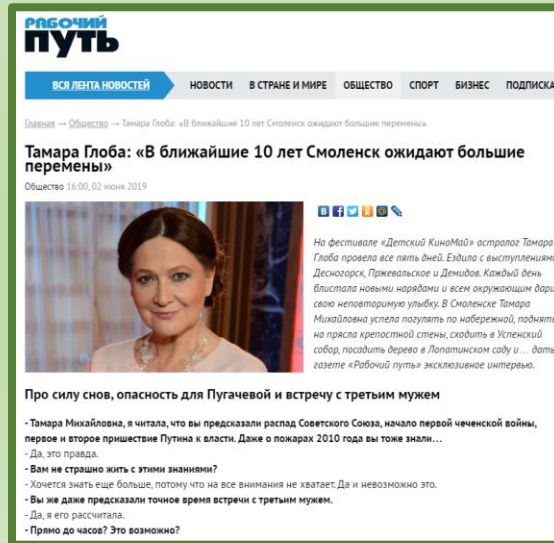 РАБОЧИЙ
ПУТЬ
ВСЯ ЛЕНТА НОВОСТЕЙ НОВОСТИ В СТРАНЕ И МИРЕ ОБЩЕСТВО СПОРТ БИЗНЕС ПОДПИСКА
Главная → Общество → Тамара Глоба: «В ближайшие 10 лет Смоленск ожидают большие перемены»
Тамара Глоба: «В ближайшие 10 лет Смоленск ожидают большие
перемены»
Общество 16:00, 02 июня 2019
На фестивале «Детский КиноМай» астролог Тамара
Глоба провела все пять дней. Ездила с выступлениями
Десногорск, Пржевальское и Демидов. Каждый день
блистала новыми нарядами и всем окружающим дари
свою неповторимую улыбку. В Смоленске Тамара
Михайловна успела погулять по набережной, поднять
на прясла крепостной стены, сходить в Успенский
собор, посадить дерево в Лопатинском саду и… дать
газете «Рабочий путь» эксклюзивное интервью.
Про силу снов, опасность для Пугачевой и встречу с третьим мужем
- Тамара Михайловна, я читала, что вы предсказали распад Советского Союза, начало первой чеченской войны,
первое и второе пришествие Путина к власти. Даже о пожарах 2010 года вы тоже знали…
- Да, это правда.
- Вам не страшно жить с этими знаниями?
- Хочется знать еще больше, потому что на все внимания не хватает. Да и невозможно это.
- Вы же даже предсказали точное время встречи с третьим мужем.
- Да, я его рассчитала.
- Прямо до часов? Это возможно?